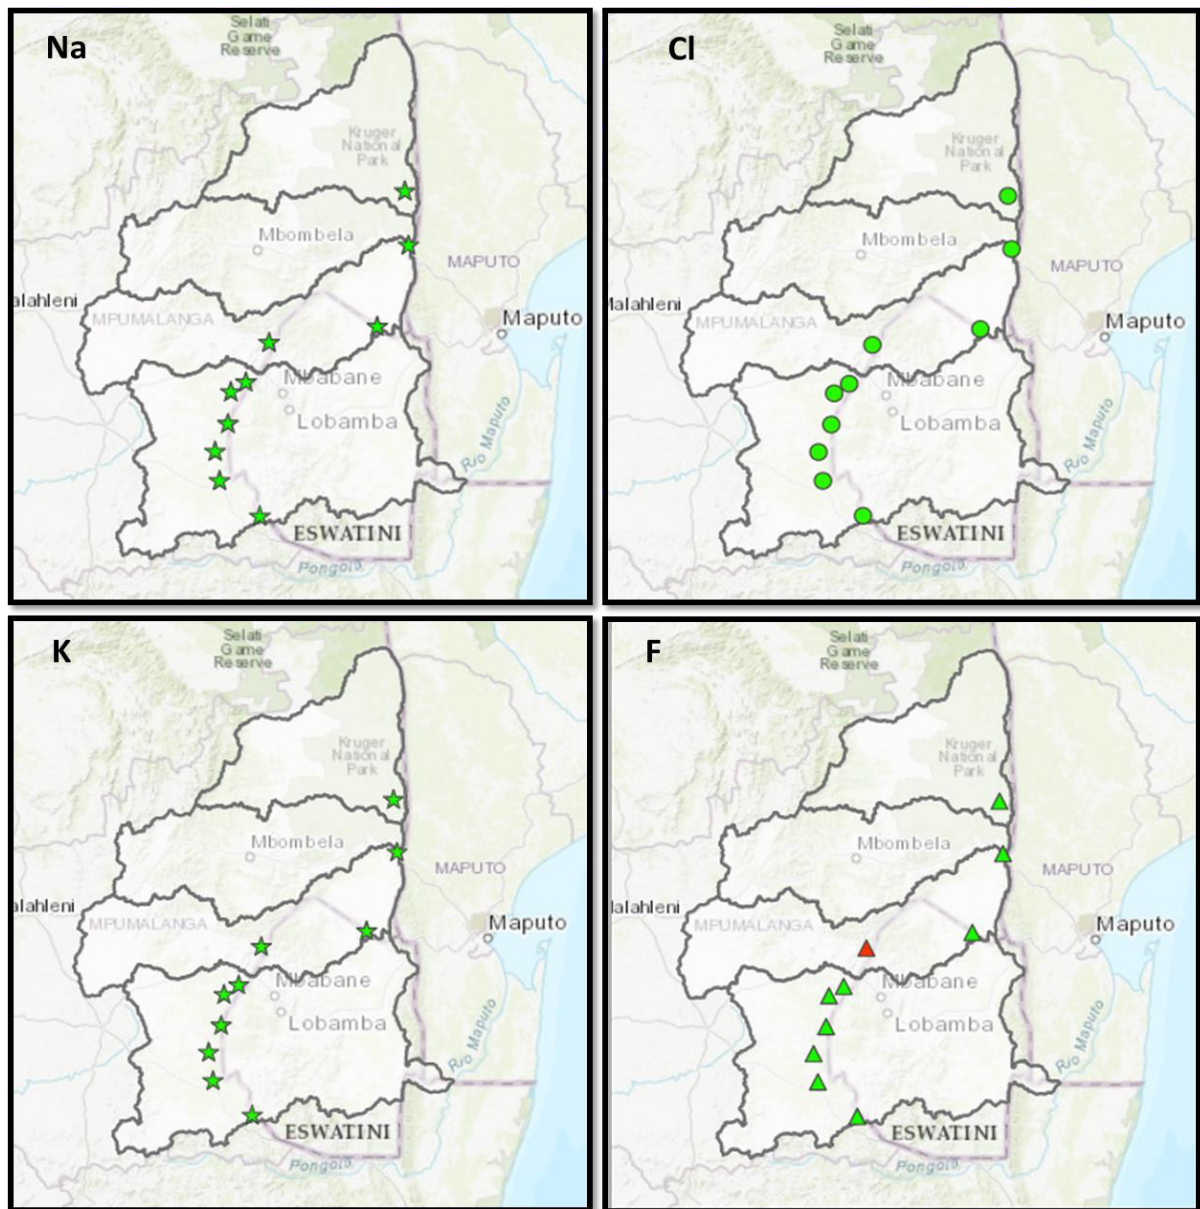 Na
Selati
Game
Reserve
Kruger
National
Park
Mbombela
MAPUTO
alahleni
MPUMALANGA
Maputo
Mbabane
Lobamba
Rio Maputo
ESWATINI
Pongola
Cl
Selati
Game
Reserve
Kruger
National
Park
Mbombela
MAPUTO
lalahleni
MPUMALANGA
Maputo
Mbabane
Lobamba
Rio Maputo
ESWATINI
Pongola
K
Selati
Game
Reserve
Kruger
National
Park
Mbombela
MAPUTO
alahleni
MPUMALANGA
Maputo
Mbabane
Lobamba
Rio Maputo
ESWATINI
Pongola
F
Selati
Game
Reserve
Kruger
National
Park
Mbombela
MAPUTO
lalahleni
MPUMALANGA
Maputo
Mbabane
Lobamba
Rio Maputo
ESWATINI
Pongola